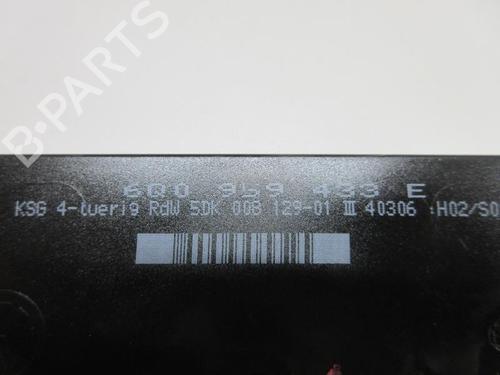 B-PARTS
6Q0 959 433 E
KSG 4-tuerig RdW 5DK 008 129-01 III 40306 :H02/S0